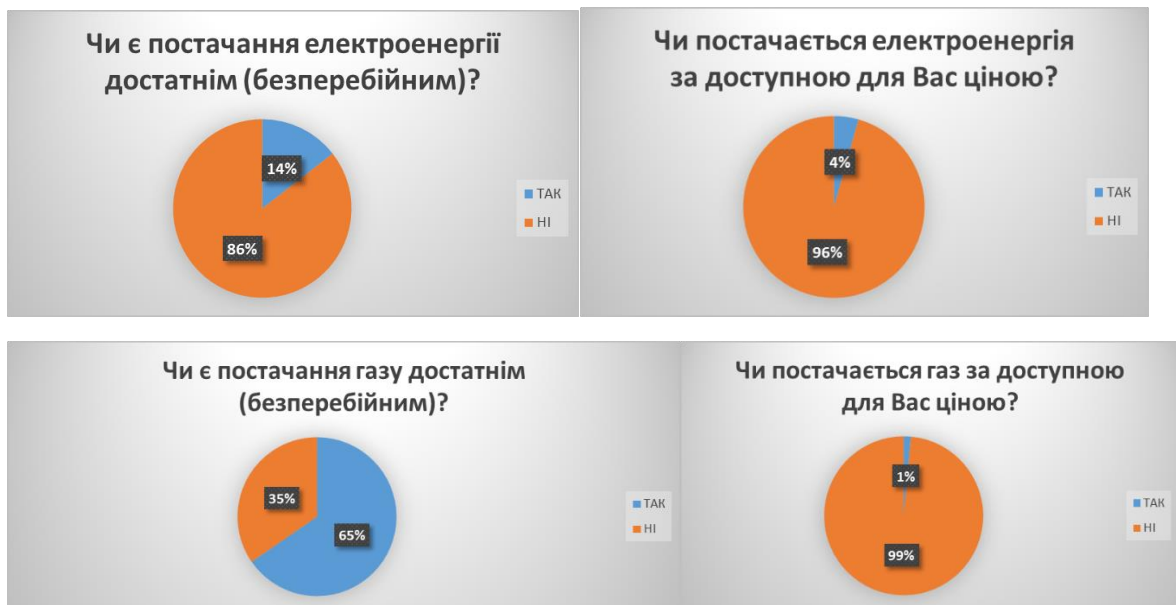 Чи є постачання електроенергії
достатнім (безперебійним)?
14%
86%
ТАК
НІ
Чи постачається електроенергія
за доступною для Вас ціною?
4%
96%
ТАК
НІ
Чи є постачання газу достатнім
(безперебійним)?
35%
65%
ТАК
НІ
Чи постачається газ за доступною
для Вас ціною?
1%
99%
ТАК
НІ